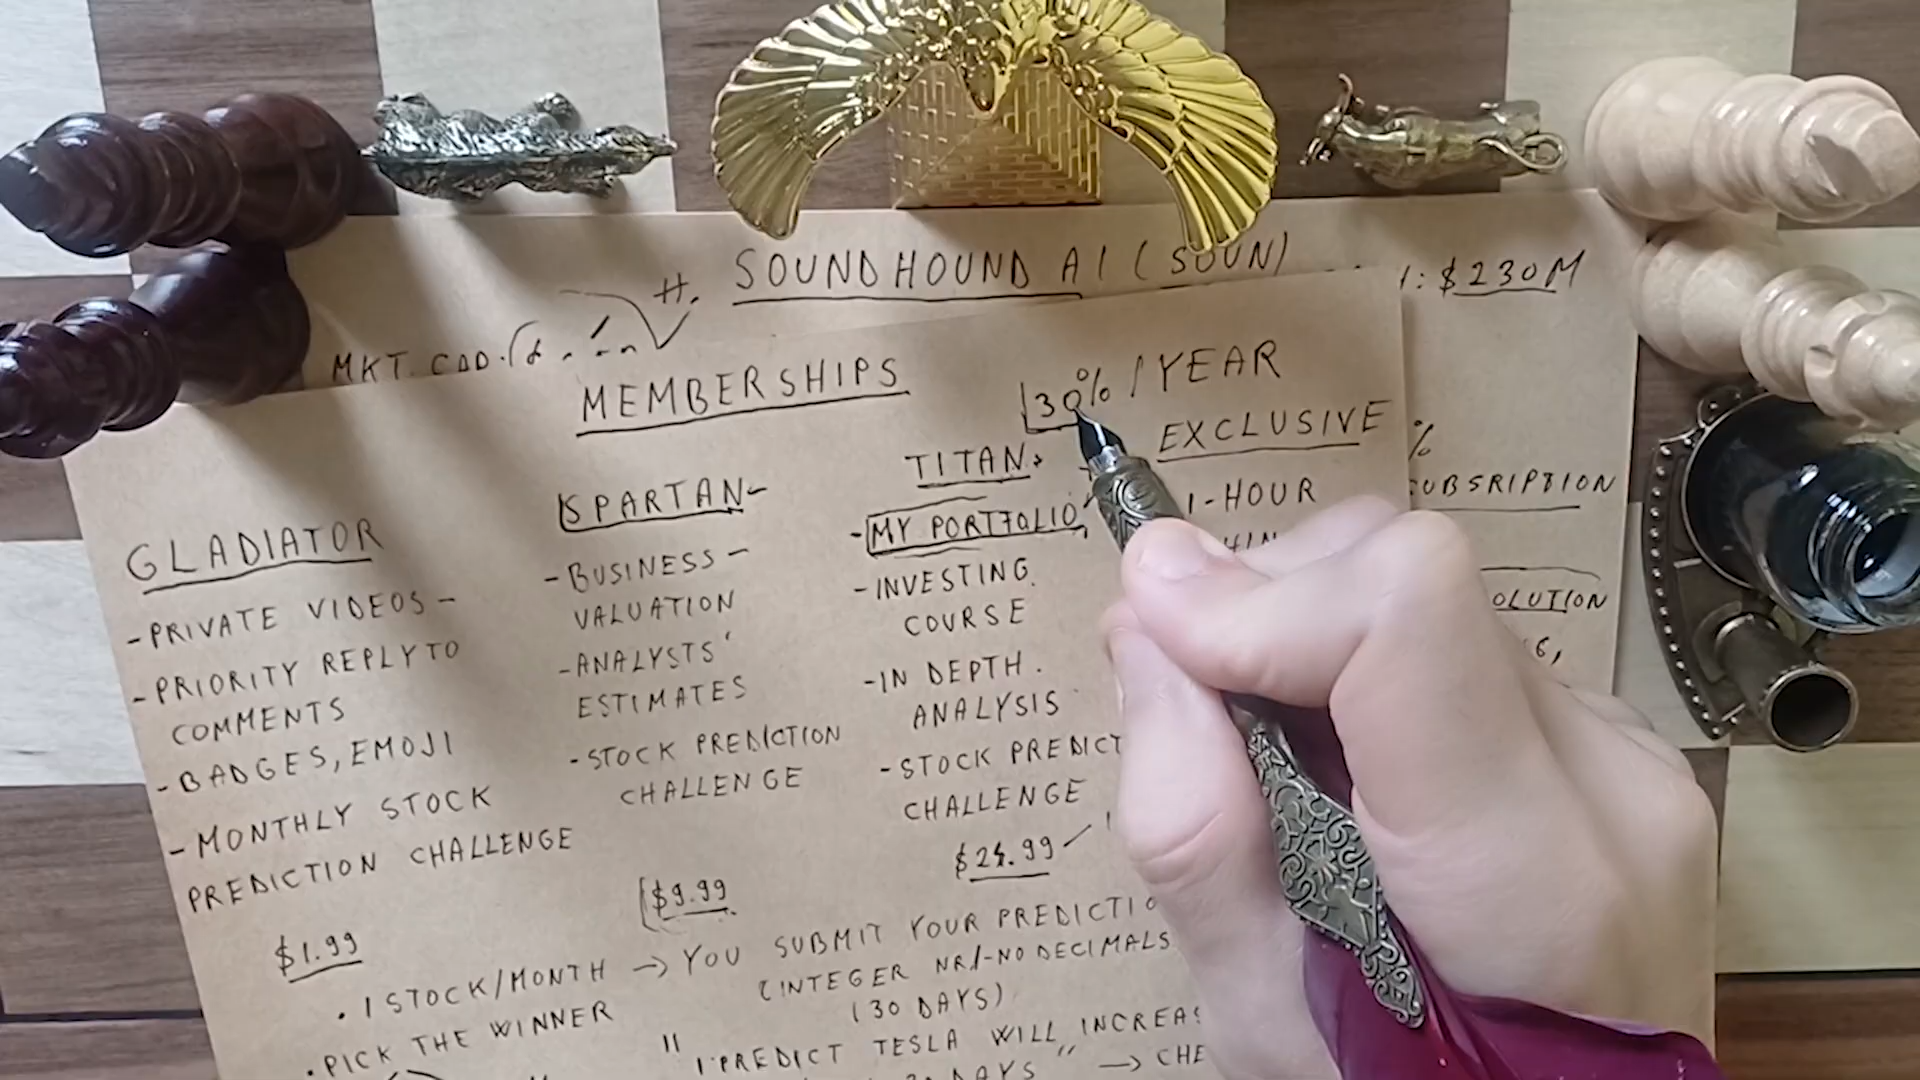 SOUNDHOUND AI (SOUN)
$230M
MKT. CAP.
MEMBERSHIPS
30% / YEAR
GLADIATOR
- PRIVATE VIDEOS -
- PRIORITY REPLY TO
COMMENTS
- BADGES, EMOJI
- MONTHLY STOCK
PREDICTION CHALLENGE
$1.99
SPARTAN -
- BUSINESS -
VALUATION
- ANALYSTS'
ESTIMATES
- STOCK PREDICTION
CHALLENGE
$9.99
TITAN
- MY PORTFOLIO
- INVESTING
COURSE
- IN DEPTH
ANALYSIS
- STOCK PREDICT
CHALLENGE
$24.99
EXCLUSIVE
1-HOUR
%
SUBSRIPTION
OLUTION
. 1 STOCK/MONTH → YOU SUBMIT YOUR PREDICTIO
(INTEGER NR/-NO DECIMALS
. PICK THE WINNER
(30 DAYS)
" I PREDICT TESLA WILL INCREAS
DAYS " → CHE